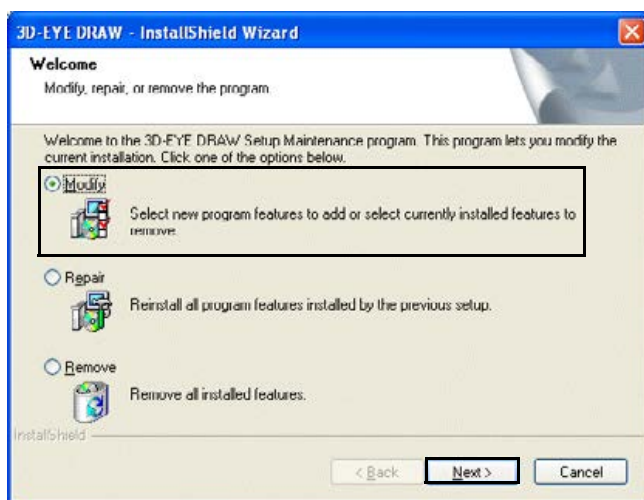 3D-EYE DRAW - InstallShield Wizard
Welcome
Modify, repair, or remove the program.
Welcome to the 3D-EYE DRAW Setup Maintenance program. This program lets you modify the
current installation. Click one of the options below.
Modify
Select new program features to add or select currently installed features to
remove.
Repair
Reinstall all program features installed by the previous setup.
Remove
Remove all installed features.
InstallShield
< Back Next > Cancel